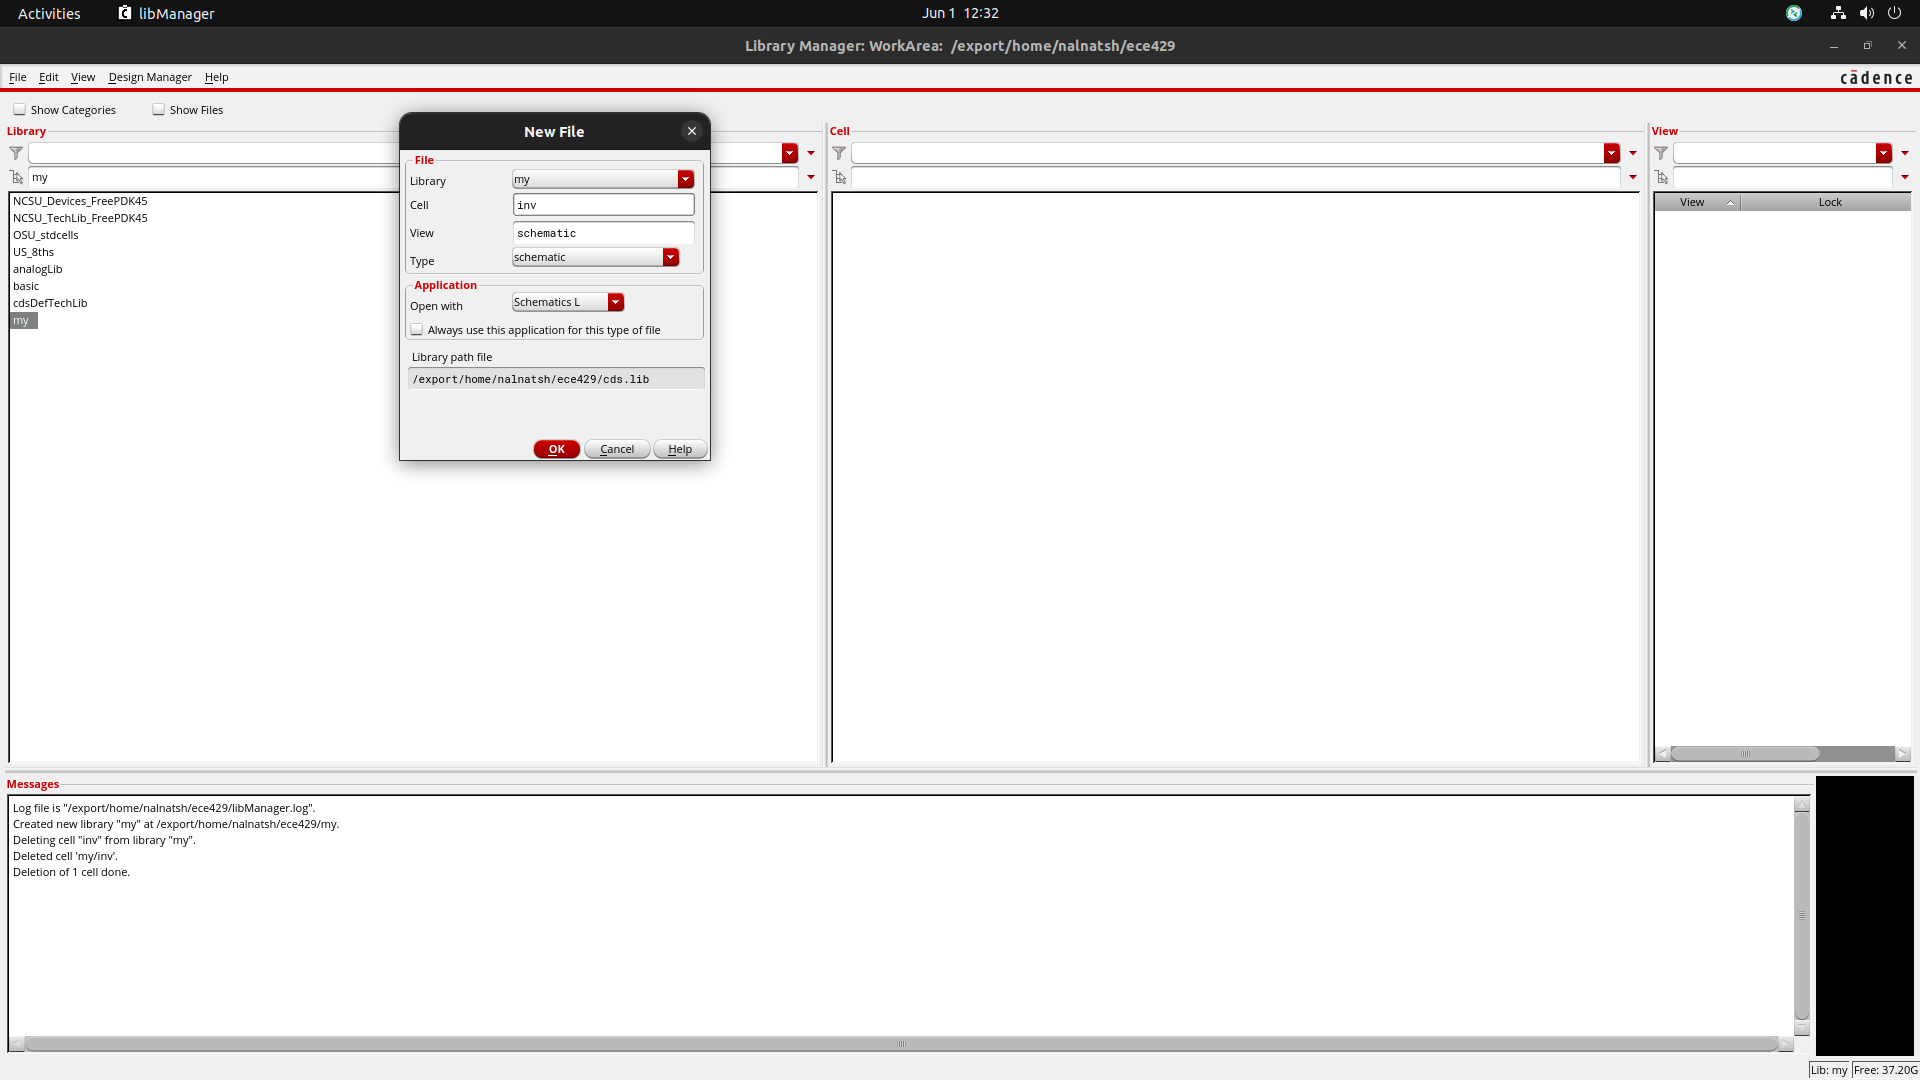 Activities
libManager
Jun 1 12:32
Library Manager: WorkArea: /export/home/nalnatsh/ece429
File Edit View Design Manager Help
cādence
Show Categories
Show Files
Library
my
NCSU_Devices_FreePDK45
NCSU_TechLib_FreePDK45
OSU_stdcells
US_8ths
analogLib
basic
cdsDefTechLib
my
New File
File
Library my
Cell inv
View schematic
Type schematic
Application
Open with Schematics L
Always use this application for this type of file
Library path file
/export/home/nalnatsh/ece429/cds.lib
OK Cancel Help
Cell
View
View Lock
Messages
Log file is "/export/home/nalnatsh/ece429/libManager.log".
Created new library "my" at /export/home/nalnatsh/ece429/my.
Deleting cell "inv" from library "my".
Deleted cell 'my/inv'.
Deletion of 1 cell done.
Lib: my Free: 37.20G